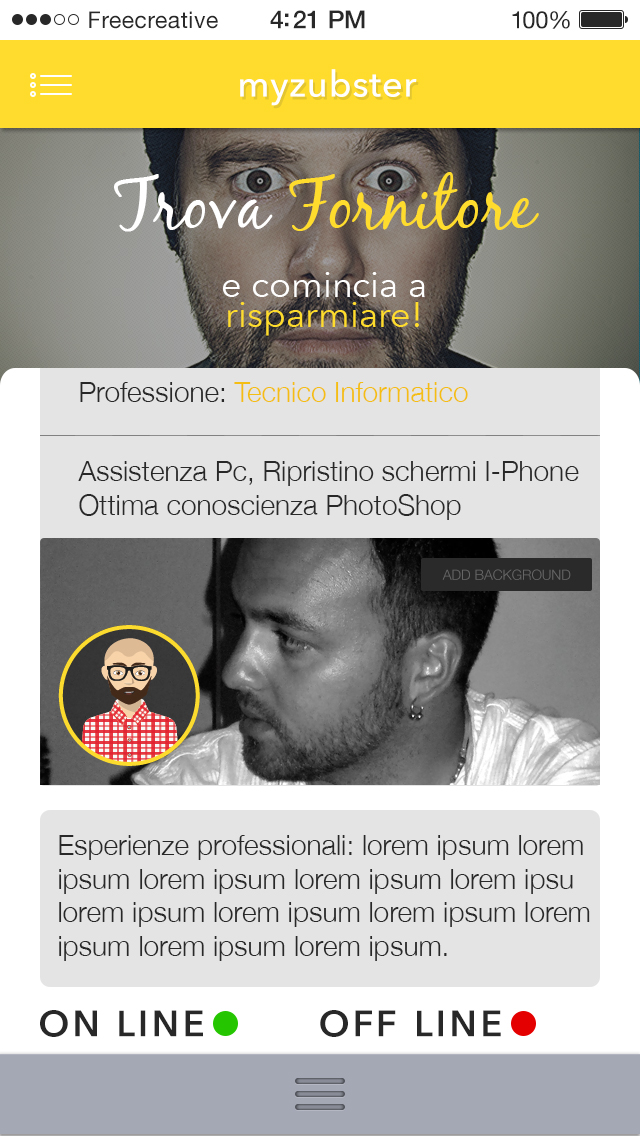 Freecreative 4:21 PM 100%
myzubster
Trova Fornitore
e comincia a
risparmiare!
Professione: Tecnico Informatico
Assistenza Pc, Ripristino schermi I-Phone
Ottima conoscienza PhotoShop
ADD BACKGROUND
Esperienze professionali: lorem ipsum lorem
ipsum lorem ipsum lorem ipsum lorem ipsu
lorem ipsum lorem ipsum lorem ipsum lorem
ipsum lorem ipsum lorem ipsum.
ON LINE OFF LINE